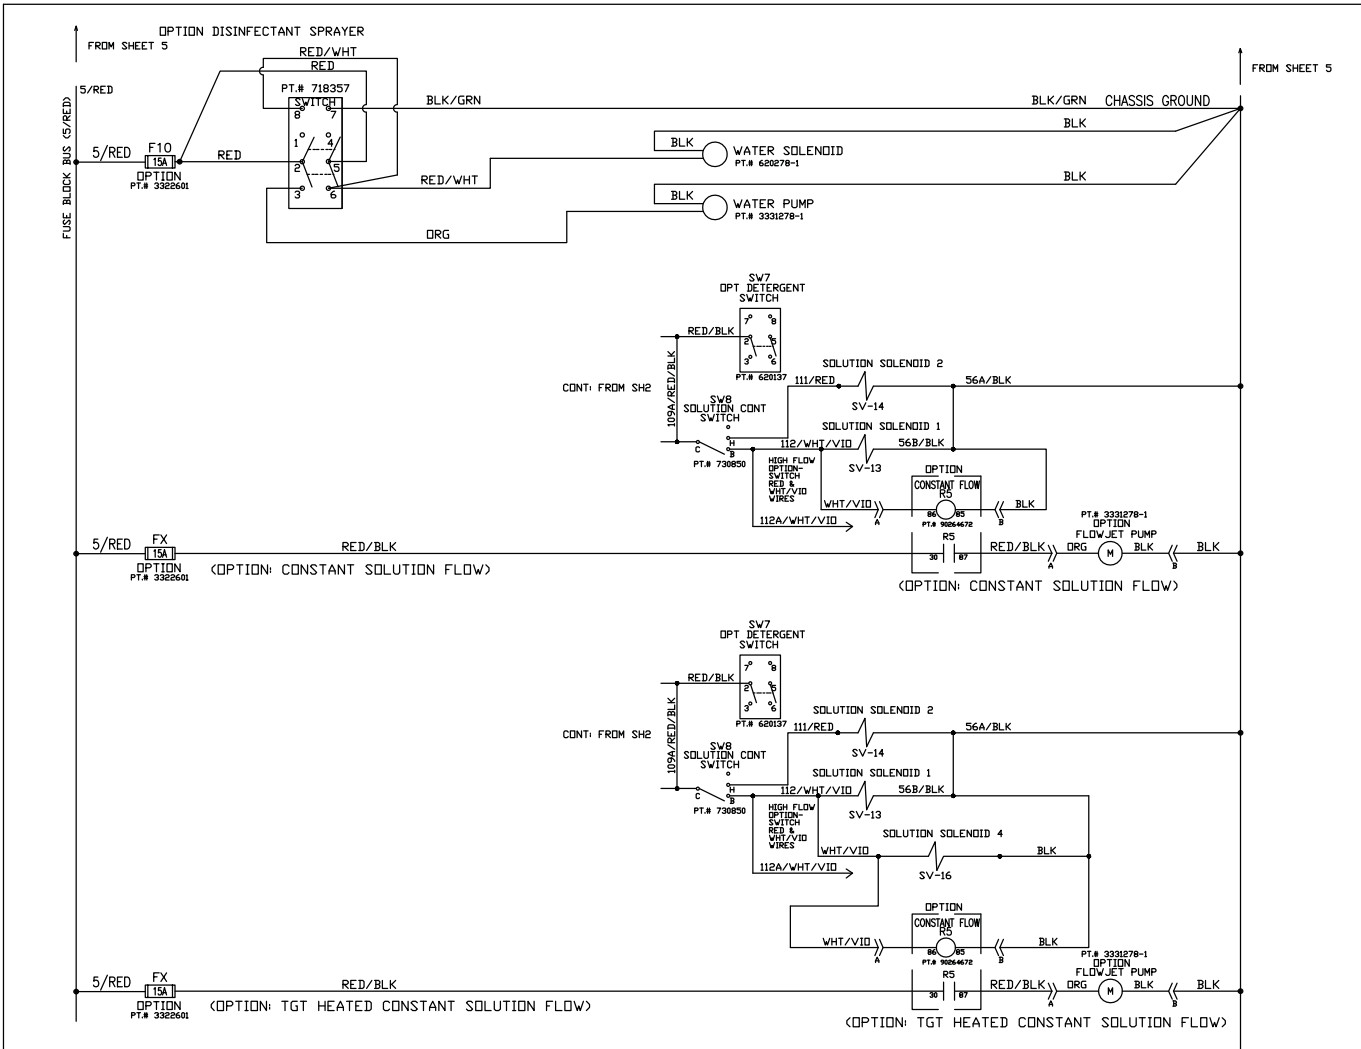 OPTION DISINFECTANT SPRAYER
FROM SHEET 5
FROM SHEET 5
RED/WHT
RED
5/RED
PT.# 718357
SWITCH
8 7
BLK/GRN
BLK/GRN
CHASSIS GROUND
FUSE BLOCK BUS (5/RED)
BLK
5/RED
F10
15A
OPTION
PT.# 3322601
RED
1 4
2 5
3 6
BLK
WATER SOLENOID
PT.# 620278-1
RED/WHT
BLK
BLK
WATER PUMP
PT.# 3331278-1
ORG
SW7
OPT DETERGENT
SWITCH
7 8
RED/BLK
2 5
3 6
PT.# 620137
CONT: FROM SH2
109A/RED/BLK
SOLUTION SOLENOID 2
111/RED
56A/BLK
SV-14
SW8
SOLUTION CONT
SWITCH
H
C B
PT.# 730850
SOLUTION SOLENOID 1
112/WHT/VIO
56B/BLK
SV-13
HIGH FLOW
OPTION-
SWITCH
RED &
WHT/VIO
WIRES
OPTION
CONSTANT FLOW
R5
WHT/VIO
A
86 85
PT.# 90264672
B
BLK
112A/WHT/VIO
5/RED
FX
15A
OPTION
PT.# 3322601
RED/BLK
(OPTION: CONSTANT SOLUTION FLOW)
R5
30 87
RED/BLK
A
ORG
PT.# 3331278-1
OPTION
FLOWJET PUMP
M
BLK
B
BLK
(OPTION: CONSTANT SOLUTION FLOW)
SW7
OPT DETERGENT
SWITCH
7 8
RED/BLK
2 5
3 6
PT.# 620137
CONT: FROM SH2
109A/RED/BLK
SOLUTION SOLENOID 2
111/RED
56A/BLK
SV-14
SW8
SOLUTION CONT
SWITCH
H
C B
PT.# 730850
SOLUTION SOLENOID 1
112/WHT/VIO
56B/BLK
SV-13
HIGH FLOW
OPTION-
SWITCH
RED &
WHT/VIO
WIRES
SOLUTION SOLENOID 4
WHT/VIO
BLK
SV-16
112A/WHT/VIO
OPTION
CONSTANT FLOW
R5
WHT/VIO
A
86 85
PT.# 90264672
B
BLK
5/RED
FX
15A
OPTION
PT.# 3322601
RED/BLK
(OPTION: TGT HEATED CONSTANT SOLUTION FLOW)
R5
30 87
RED/BLK
A
ORG
PT.# 3331278-1
OPTION
FLOWJET PUMP
M
BLK
B
BLK
(OPTION: TGT HEATED CONSTANT SOLUTION FLOW)